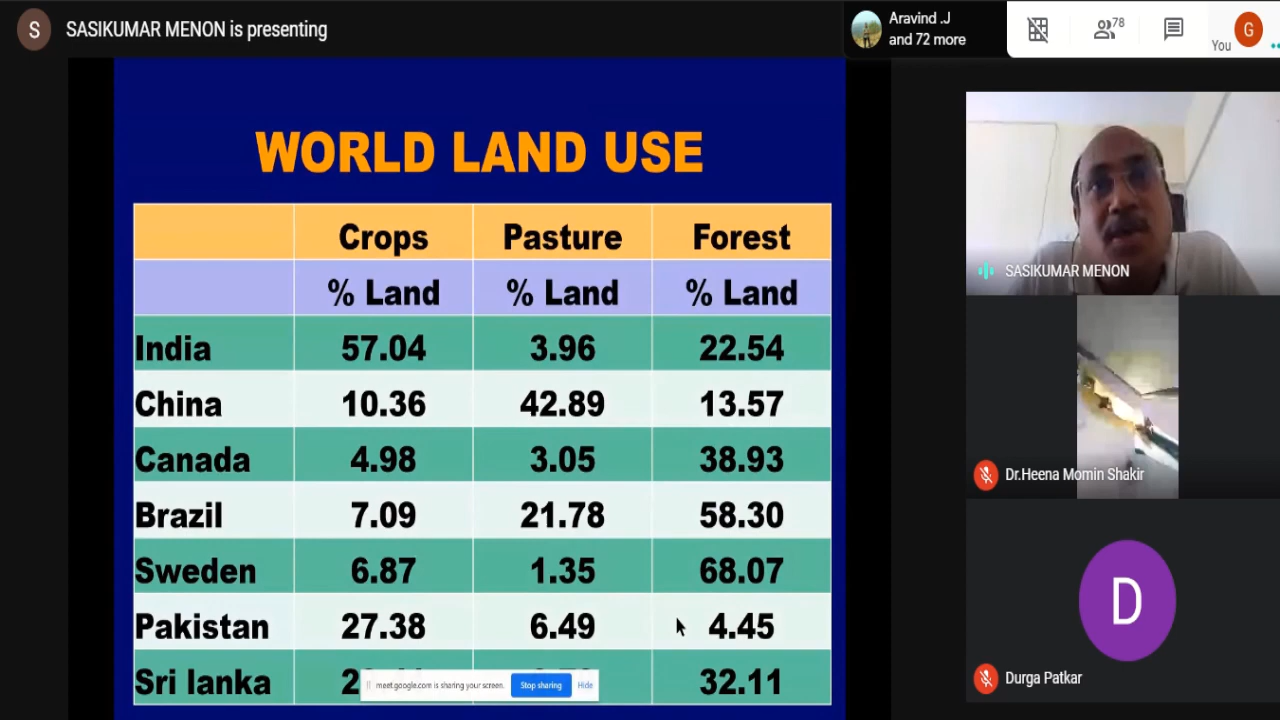 S SASIKUMAR MENON is presenting
Aravind .J
and 72 more
78
You G
WORLD LAND USE
Crops Pasture Forest
% Land % Land % Land
India 57.04 3.96 22.54
China 10.36 42.89 13.57
Canada 4.98 3.05 38.93
Brazil 7.09 21.78 58.30
Sweden 6.87 1.35 68.07
Pakistan 27.38 6.49 4.45
Sri lanka 32.11
meet.google.com is sharing your screen. Stop sharing Hide
SASIKUMAR MENON
Dr.Heena Momin Shakir
D
Durga Patkar